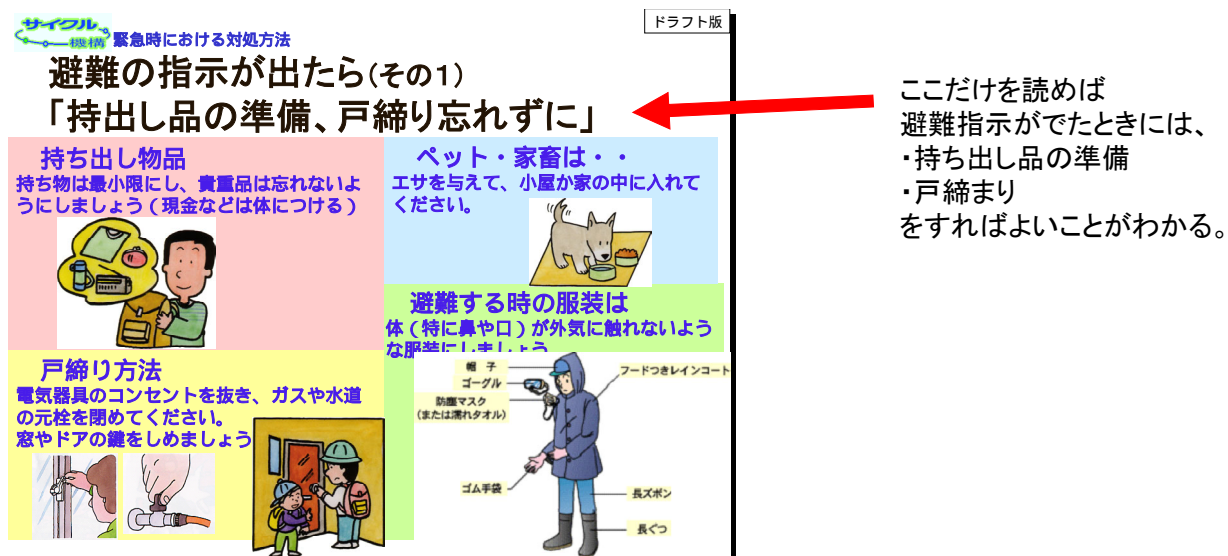 サイクル機構
緊急時における対処方法
ドラフト版
避難の指示が出たら(その1)
「持出し品の準備、戸締り忘れずに」
持ち出し物品
持ち物は最小限にし、貴重品は忘れないよ
うにしましょう(現金などは体につける)
ペット・家畜は・・
エサを与えて、小屋か家の中に入れて
ください。
避難する時の服装は
体(特に鼻や口)が外気に触れないよう
な服装にしましょう
帽 子
ゴーグル
防塵マスク
(または濡れタオル)
フードつきレインコート
ゴム手袋
長ズボン
長ぐつ
戸締り方法
電気器具のコンセントを抜き、ガスや水道
の元栓を閉めてください。
窓やドアの鍵をしめましょう
ここだけを読めば
避難指示がでたときには、
・持ち出し品の準備
・戸締まり
をすればよいことがわかる。